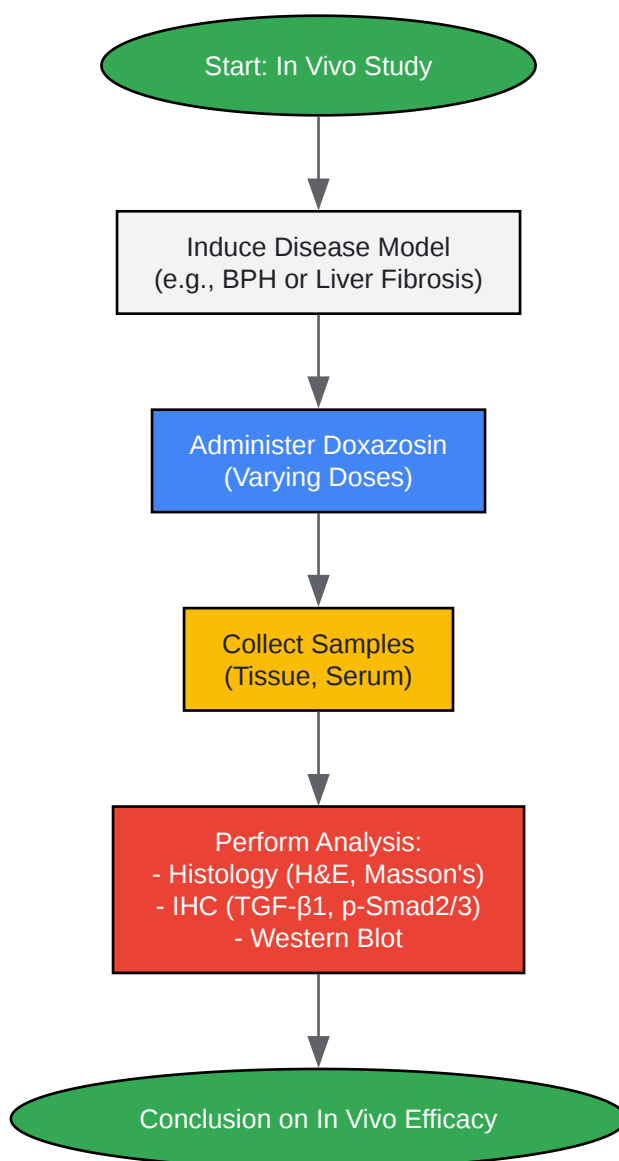 Start: In Vivo Study
Induce Disease Model
(e.g., BPH or Liver Fibrosis)
Administer Doxazosin
(Varying Doses)
Collect Samples
(Tissue, Serum)
Perform Analysis:
- Histology (H&E, Masson's)
- IHC (TGF-β1, p-Smad2/3)
- Western Blot
Conclusion on In Vivo Efficacy